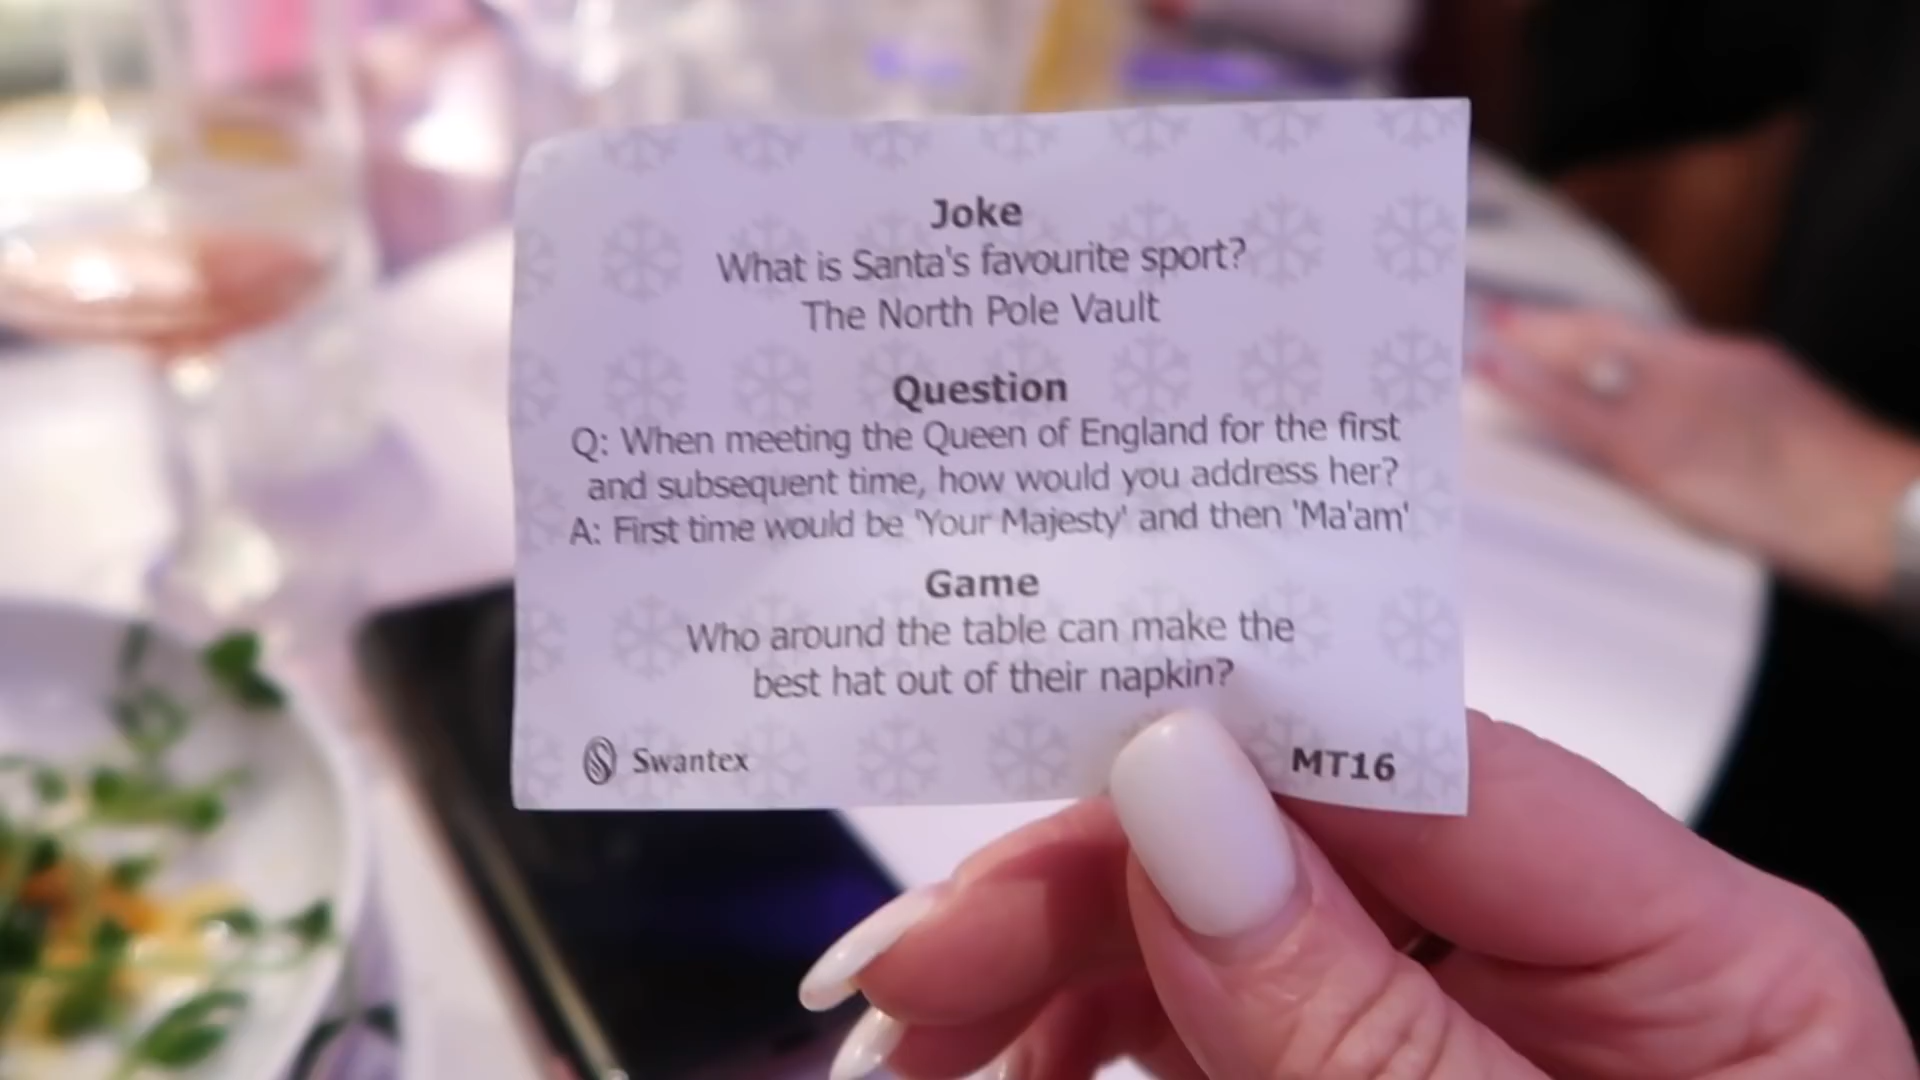 Joke
What is Santa's favourite sport?
The North Pole Vault
Question
Q: When meeting the Queen of England for the first
and subsequent time, how would you address her?
A: First time would be 'Your Majesty' and then 'Ma'am'
Game
Who around the table can make the
best hat out of their napkin?
Swantex
MT16